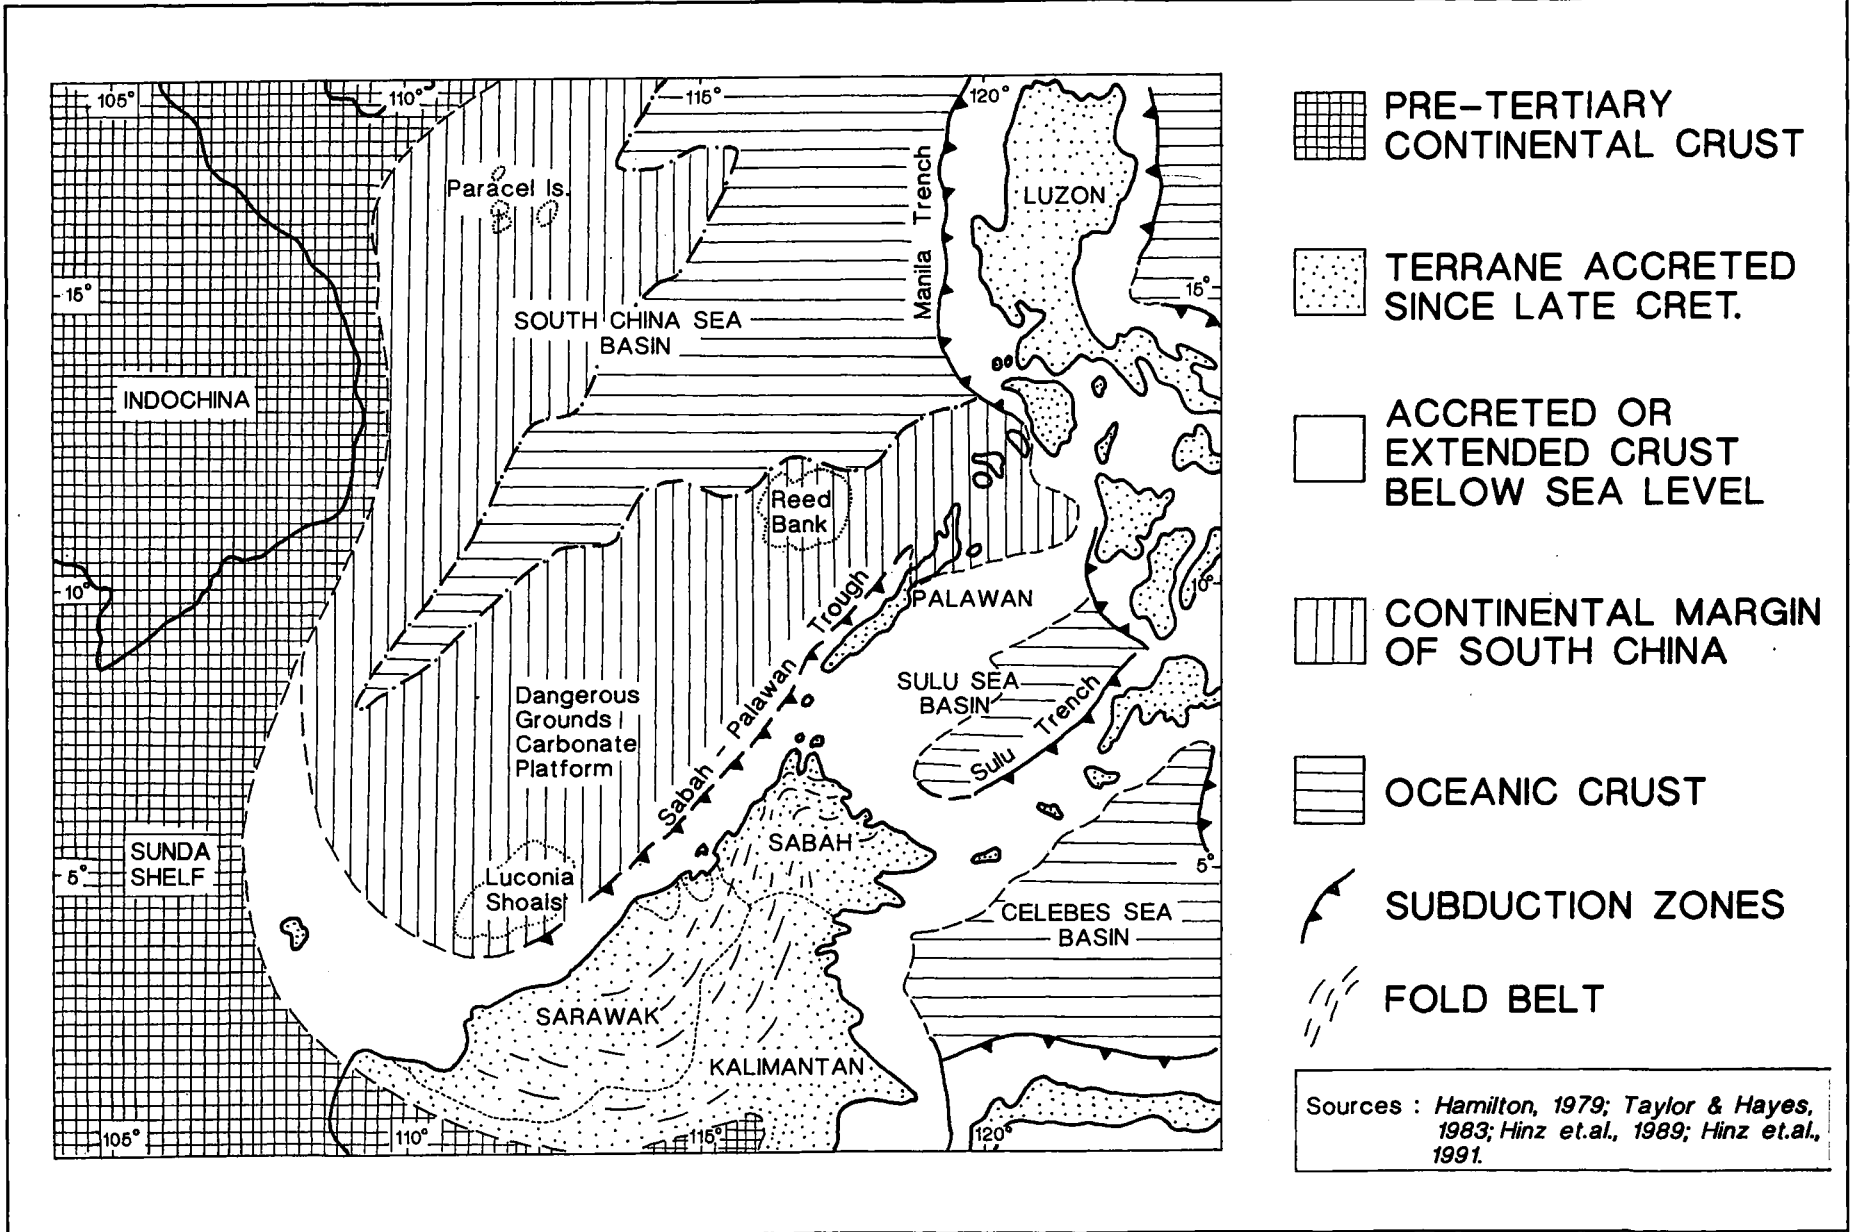 105°
110°
115°
120°
Paracel Is.
Manila Trench
LUZON
15°
15°
SOUTH CHINA SEA
BASIN
INDOCHINA
Reed
Bank
10°
10°
PALAWAN
Sabah - Palawan Trough
SULU SEA
BASIN
Sulu Trench
Dangerous
Grounds
Carbonate
Platform
SUNDA
SHELF
5°
5°
SABAH
Luconia
Shoals
CELEBES SEA
BASIN
SARAWAK
KALIMANTAN
105°
110°
115°
120°
PRE-TERTIARY
CONTINENTAL CRUST
TERRANE ACCRETED
SINCE LATE CRET.
ACCRETED OR
EXTENDED CRUST
BELOW SEA LEVEL
CONTINENTAL MARGIN
OF SOUTH CHINA
OCEANIC CRUST
SUBDUCTION ZONES
FOLD BELT
Sources : Hamilton, 1979; Taylor & Hayes,
1983; Hinz et.al., 1989; Hinz et.al.,
1991.